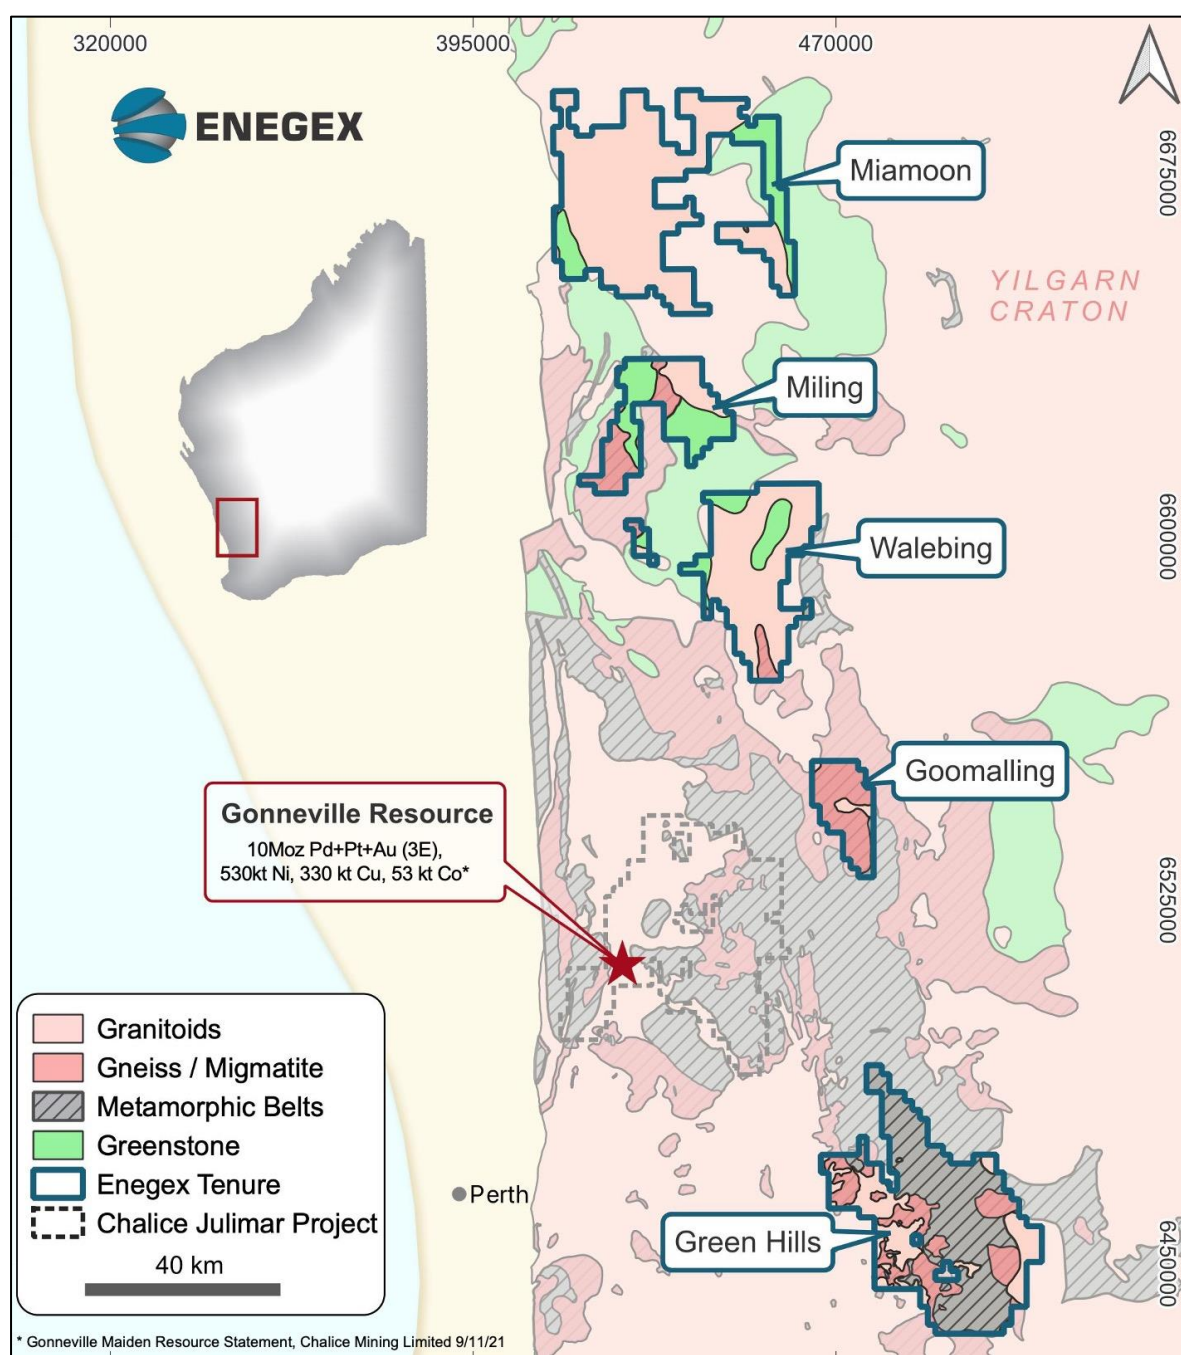 320000
395000
470000
ENEGEX
6675000
Miamoon
YILGARN
CRATON
Miling
6600000
Walebing
Goomalling
Gonneville Resource
10Moz Pd+Pt+Au (3E),
530kt Ni, 330 kt Cu, 53 kt Co*
6525000
Granitoids
Gneiss / Migmatite
Metamorphic Belts
Greenstone
Enegex Tenure
Chalice Julimar Project
40 km
Perth
Green Hills
6450000
* Gonneville Maiden Resource Statement, Chalice Mining Limited 9/11/21